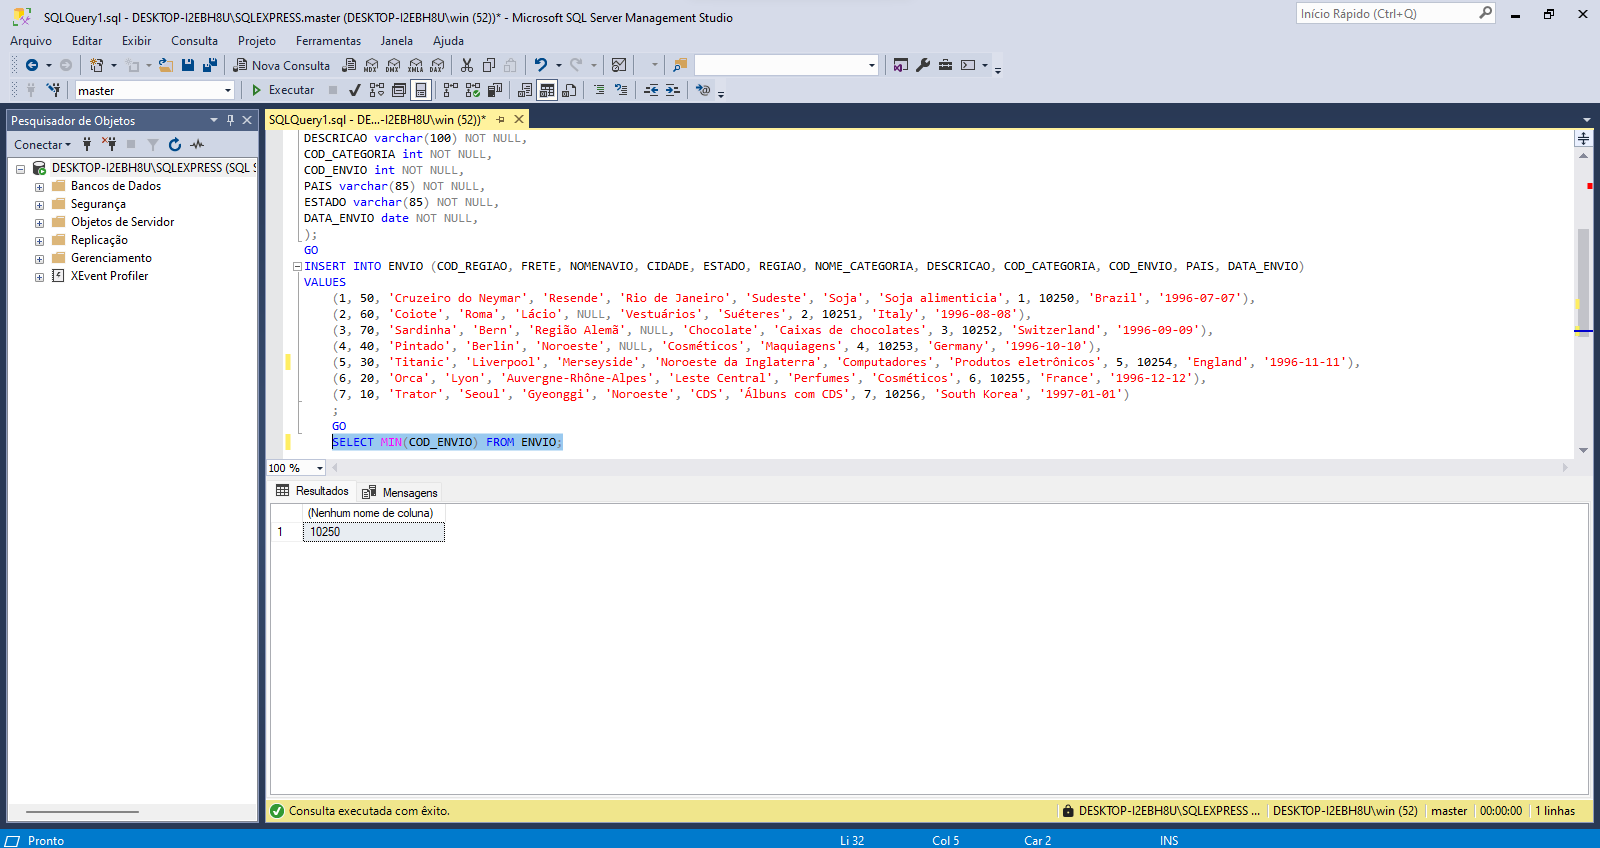 SQLQuery1.sql - DESKTOP-I2EBH8U\SQLEXPRESS.master (DESKTOP-I2EBH8U\win (52))* - Microsoft SQL Server Management Studio
Início Rápido (Ctrl+Q)
Arquivo Editar Exibir Consulta Projeto Ferramentas Janela Ajuda
Nova Consulta MDX DMX XMLA DAX
master Executar
Pesquisador de Objetos
Conectar
DESKTOP-I2EBH8U\SQLEXPRESS (SQL S
Bancos de Dados
Segurança
Objetos de Servidor
Replicação
Gerenciamento
XEvent Profiler
SQLQuery1.sql - DE...-I2EBH8U\win (52))*
DESCRICAO varchar(100) NOT NULL,
COD_CATEGORIA int NOT NULL,
COD_ENVIO int NOT NULL,
PAIS varchar(85) NOT NULL,
ESTADO varchar(85) NOT NULL,
DATA_ENVIO date NOT NULL,
);
GO
INSERT INTO ENVIO (COD_REGIAO, FRETE, NOMENAVIO, CIDADE, ESTADO, REGIAO, NOME_CATEGORIA, DESCRICAO, COD_CATEGORIA, COD_ENVIO, PAIS, DATA_ENVIO)
VALUES
(1, 50, 'Cruzeiro do Neymar', 'Resende', 'Rio de Janeiro', 'Sudeste', 'Soja', 'Soja alimenticia', 1, 10250, 'Brazil', '1996-07-07'),
(2, 60, 'Coiote', 'Roma', 'Lácio', NULL, 'Vestuários', 'Suéteres', 2, 10251, 'Italy', '1996-08-08'),
(3, 70, 'Sardinha', 'Bern', 'Região Alemã', NULL, 'Chocolate', 'Caixas de chocolates', 3, 10252, 'Switzerland', '1996-09-09'),
(4, 40, 'Pintado', 'Berlin', 'Noroeste', NULL, 'Cosméticos', 'Maquiagens', 4, 10253, 'Germany', '1996-10-10'),
(5, 30, 'Titanic', 'Liverpool', 'Merseyside', 'Noroeste da Inglaterra', 'Computadores', 'Produtos eletrônicos', 5, 10254, 'England', '1996-11-11'),
(6, 20, 'Orca', 'Lyon', 'Auvergne-Rhône-Alpes', 'Leste Central', 'Perfumes', 'Cosméticos', 6, 10255, 'France', '1996-12-12'),
(7, 10, 'Trator', 'Seoul', 'Gyeonggi', 'Noroeste', 'CDS', 'Álbuns com CDS', 7, 10256, 'South Korea', '1997-01-01')
;
GO
SELECT MIN(COD_ENVIO) FROM ENVIO;
100 %
Resultados Mensagens
(Nenhum nome de coluna)
1 10250
Consulta executada com êxito. DESKTOP-I2EBH8U\SQLEXPRESS ... DESKTOP-I2EBH8U\win (52) master 00:00:00 1 linhas
Pronto Li 32 Col 5 Car 2 INS